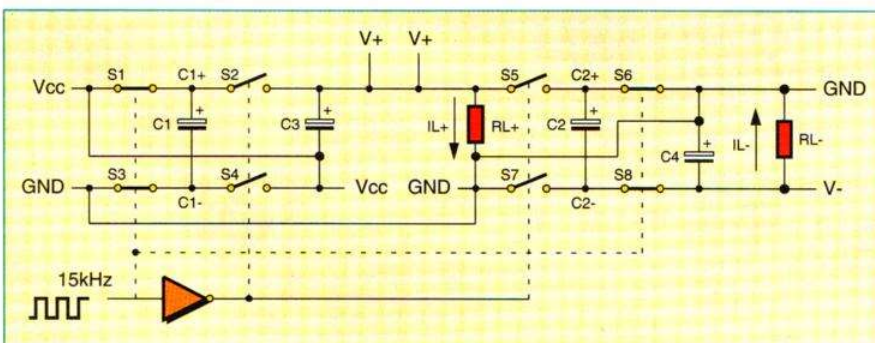 V+ V+
S1 C1+ S2 S5 C2+ S6
Vcc GND
+ + +
C1 C3 IL+ RL+ C2 IL- RL-
+
C4
S3 S4 S7 S8
GND Vcc GND V-
C1- C2-
15kHz